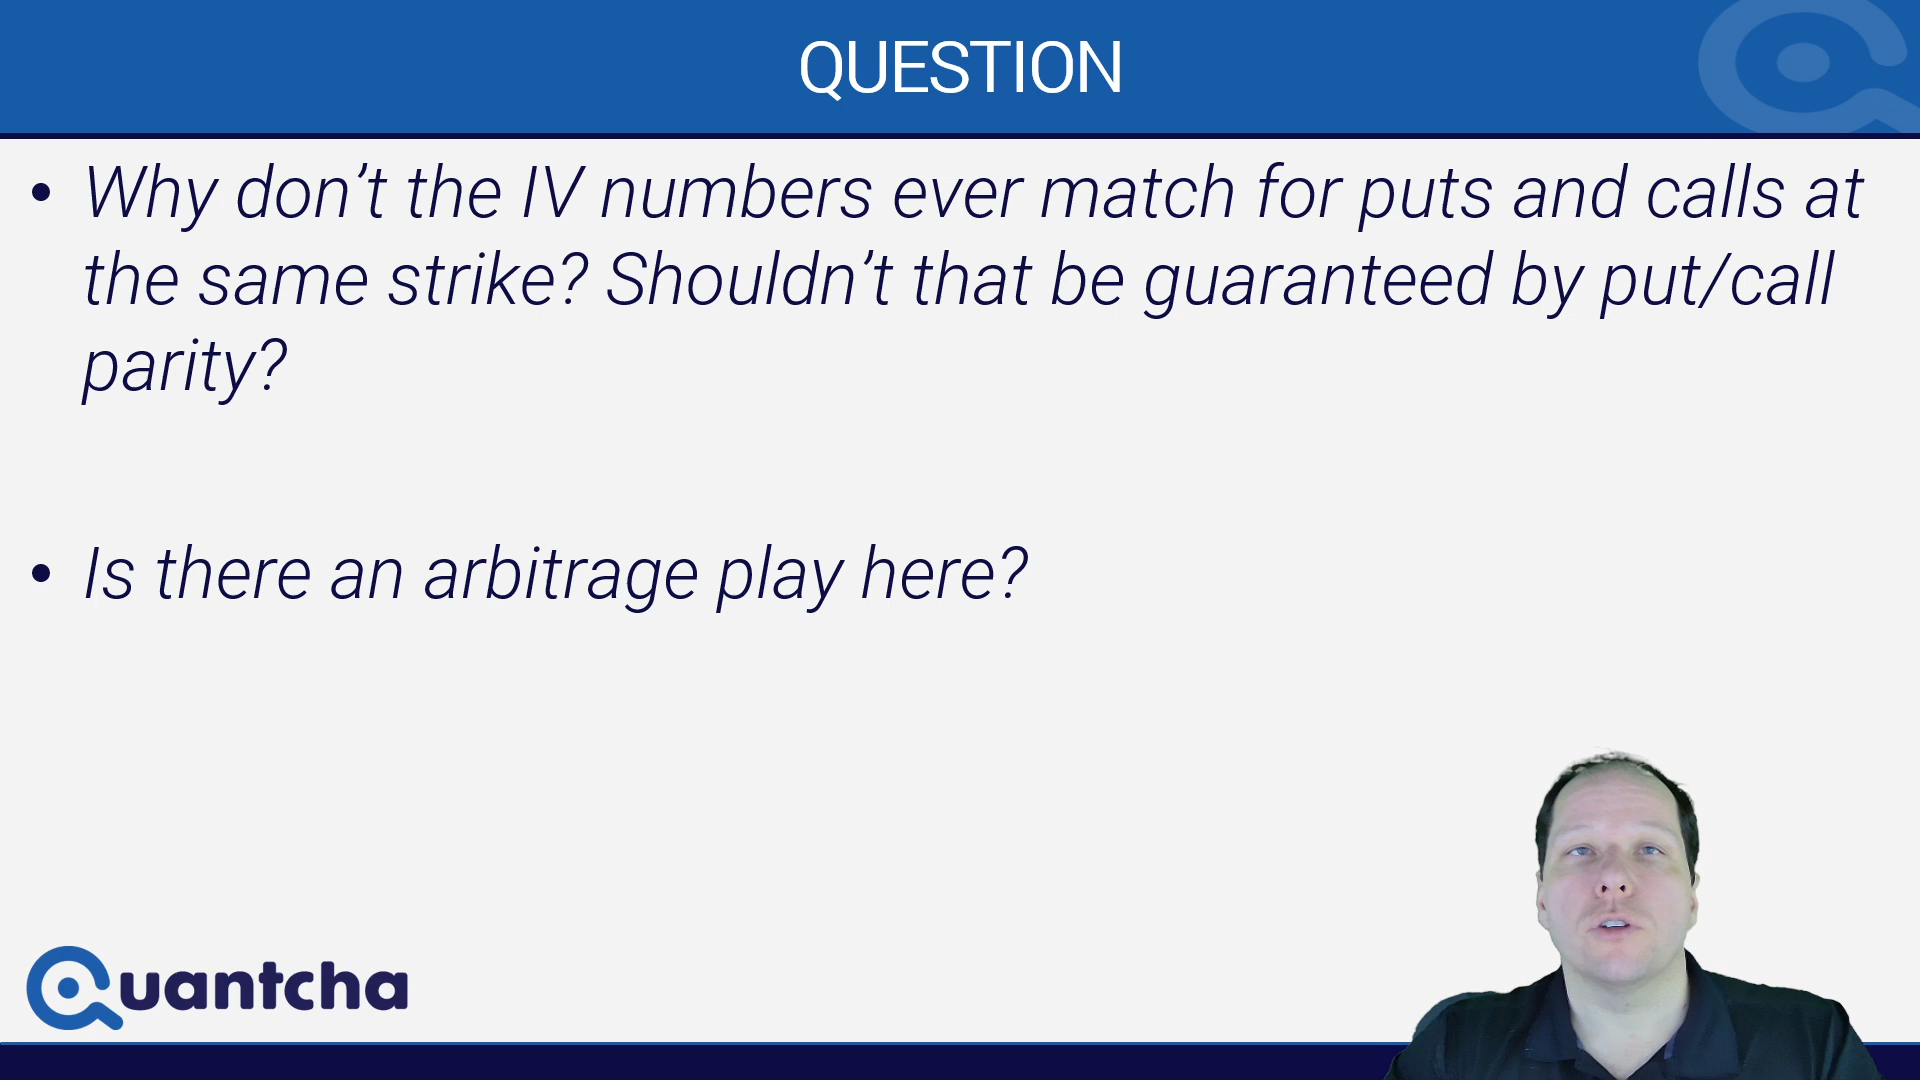 QUESTION
• Why don’t the IV numbers ever match for puts and calls at
the same strike? Shouldn’t that be guaranteed by put/call
parity?
• Is there an arbitrage play here?
Quantcha